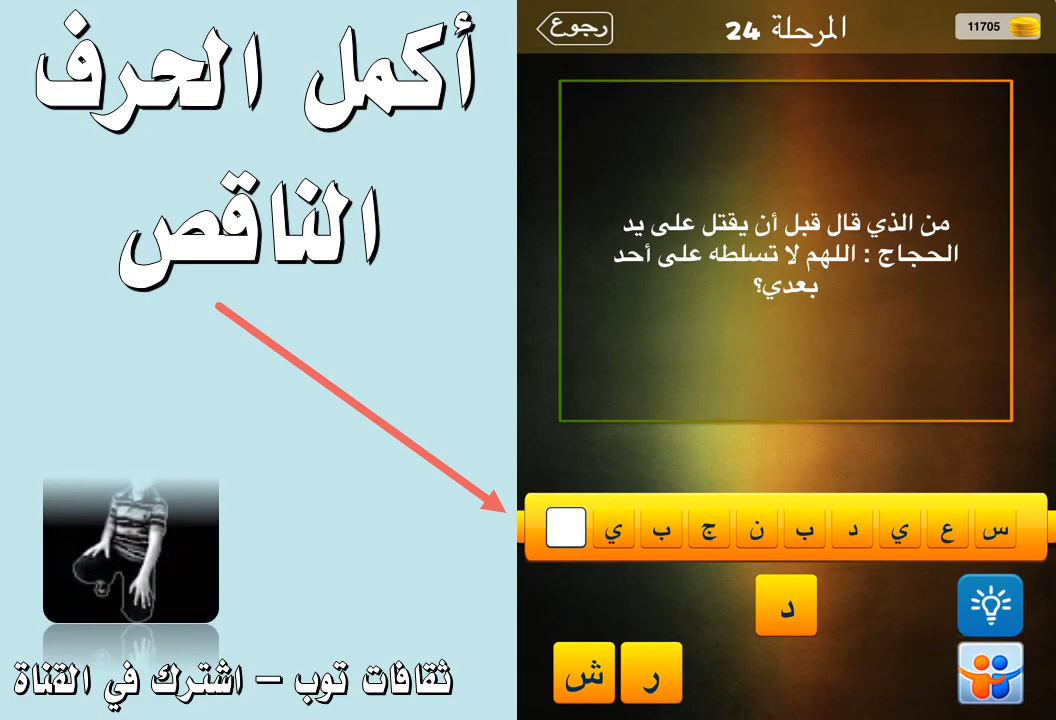 أكمل الحرف
الناقص
ثقافات توب – اشترك في القناة
رجوع
المرحلة 24
11705
من الذي قال قبل أن يقتل على يد
الحجاج : اللهم لا تسلطه على أحد
بعدي؟
س ع ي د ب ن ج ب ي
د
ر ش